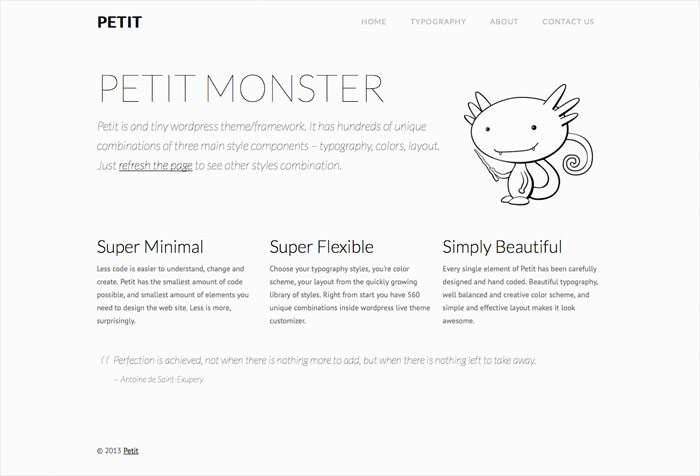 PETIT
HOME TYPOGRAPHY ABOUT CONTACT US
PETIT MONSTER
Petit is and tiny wordpress theme/framework. It has hundreds of unique
combinations of three main style components – typography, colors, layout.
Just refresh the page to see other styles combination.
Super Minimal
Less code is easier to understand, change and
create. Petit has the smallest amount of code
possible, and smallest amount of elements you
need to design the web site. Less is more,
surprisingly.
Super Flexible
Choose your typography styles, you're color
scheme, your layout from the quickly growing
library of styles. Right from start you have 560
unique combinations inside wordpress live theme
customizer.
Simply Beautiful
Every single element of Petit has been carefully
designed and hand coded. Beautiful typography,
well balanced and creative color scheme, and
simple and effective layout makes it look
awesome.
“ Perfection is achieved, not when there is nothing more to add, but when there is nothing left to take away.
— Antoine de Saint-Exupery
© 2013 Petit